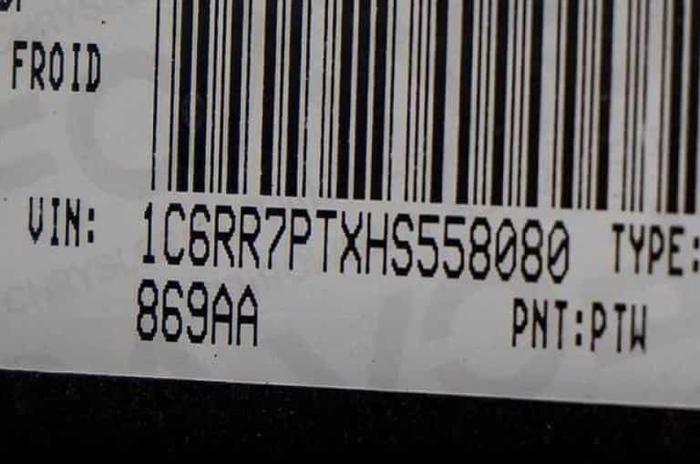 FROID
VIN: 1C6RR7PTXHS558080 TYPE:
869AA PNT:PTW